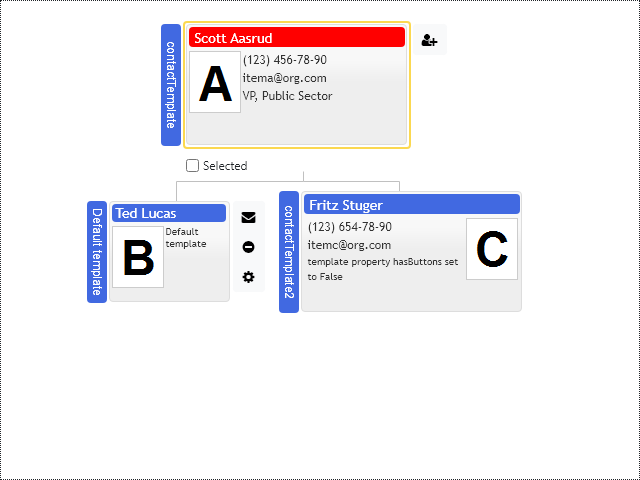 contactTemplate
Scott Aasrud
A
(123) 456-78-90
itema@org.com
VP, Public Sector
Selected
Default template
Ted Lucas
B
Default
template
contactTemplate2
Fritz Stuger
(123) 654-78-90
itemc@org.com
template property hasButtons set
to False
C